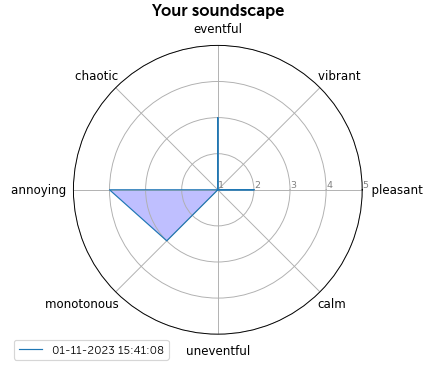 Your soundscape
eventful
chaotic
vibrant
annoying
1
2
3
4
5
pleasant
monotonous
calm
01-11-2023 15:41:08
uneventful